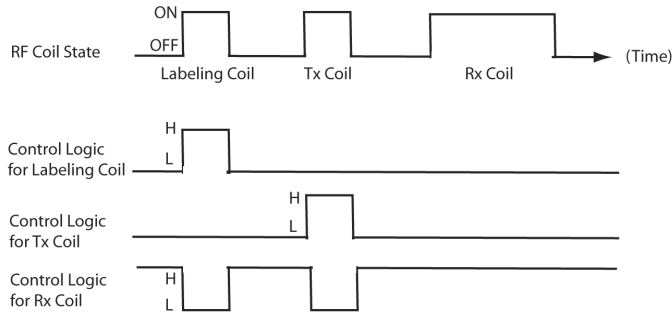 ON
OFF
RF Coil State
(Time)
Labeling Coil
Tx Coil
Rx Coil
H
L
Control Logic
for Labeling Coil
H
L
Control Logic
for Tx Coil
H
L
Control Logic
for Rx Coil